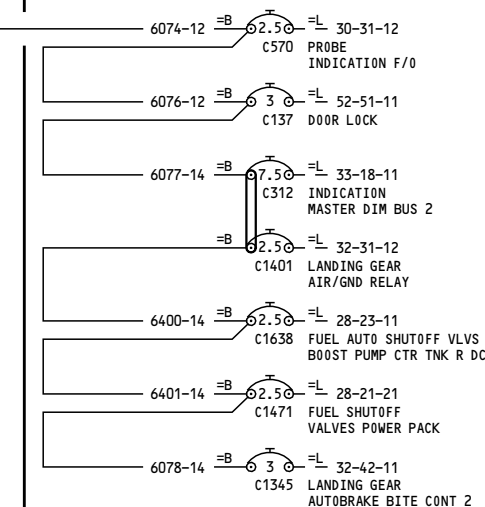 6074-12 =B 2.5 =L 30-31-12
C570 PROBE
INDICATION F/O
6076-12 =B 3 =L 52-51-11
C137 DOOR LOCK
6077-14 =B 7.5 =L 33-18-11
C312 INDICATION
MASTER DIM BUS 2
=B 2.5 =L 32-31-12
C1401 LANDING GEAR
AIR/GND RELAY
6400-14 =B 2.5 =L 28-23-11
C1638 FUEL AUTO SHUTOFF VLVS
BOOST PUMP CTR TNK R DC
6401-14 =B 2.5 =L 28-21-21
C1471 FUEL SHUTOFF
VALVES POWER PACK
6078-14 =B 3 =L 32-42-11
C1345 LANDING GEAR
AUTOBRAKE BITE CONT 2